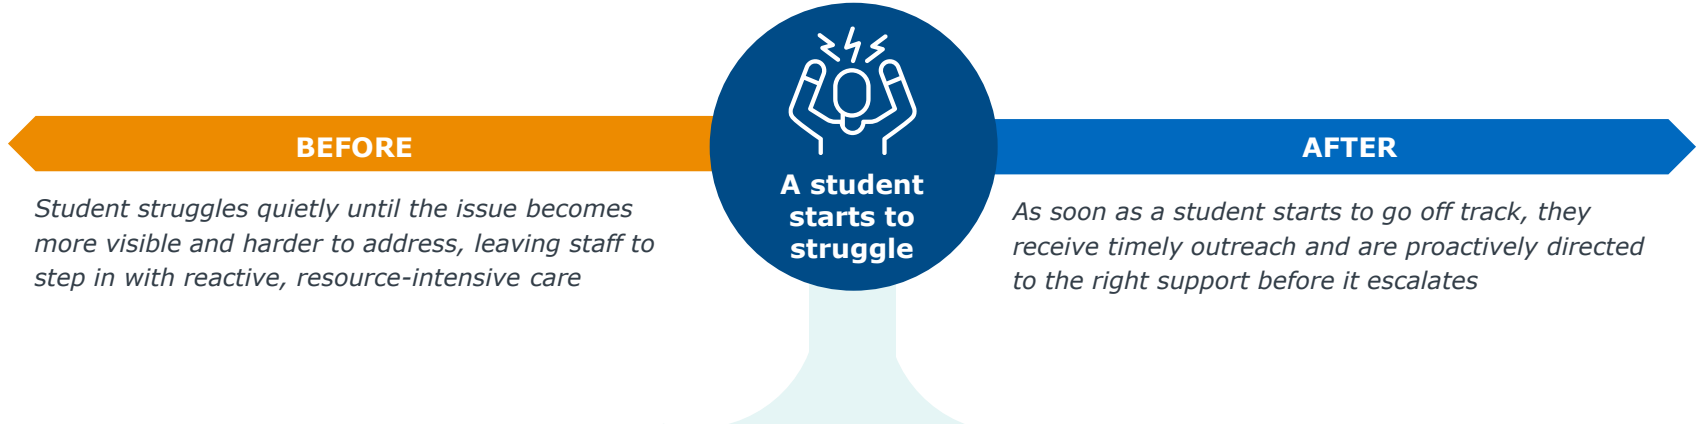 BEFORE
Student struggles quietly until the issue becomes
more visible and harder to address, leaving staff to
step in with reactive, resource-intensive care
A student
starts to
struggle
AFTER
As soon as a student starts to go off track, they
receive timely outreach and are proactively directed
to the right support before it escalates